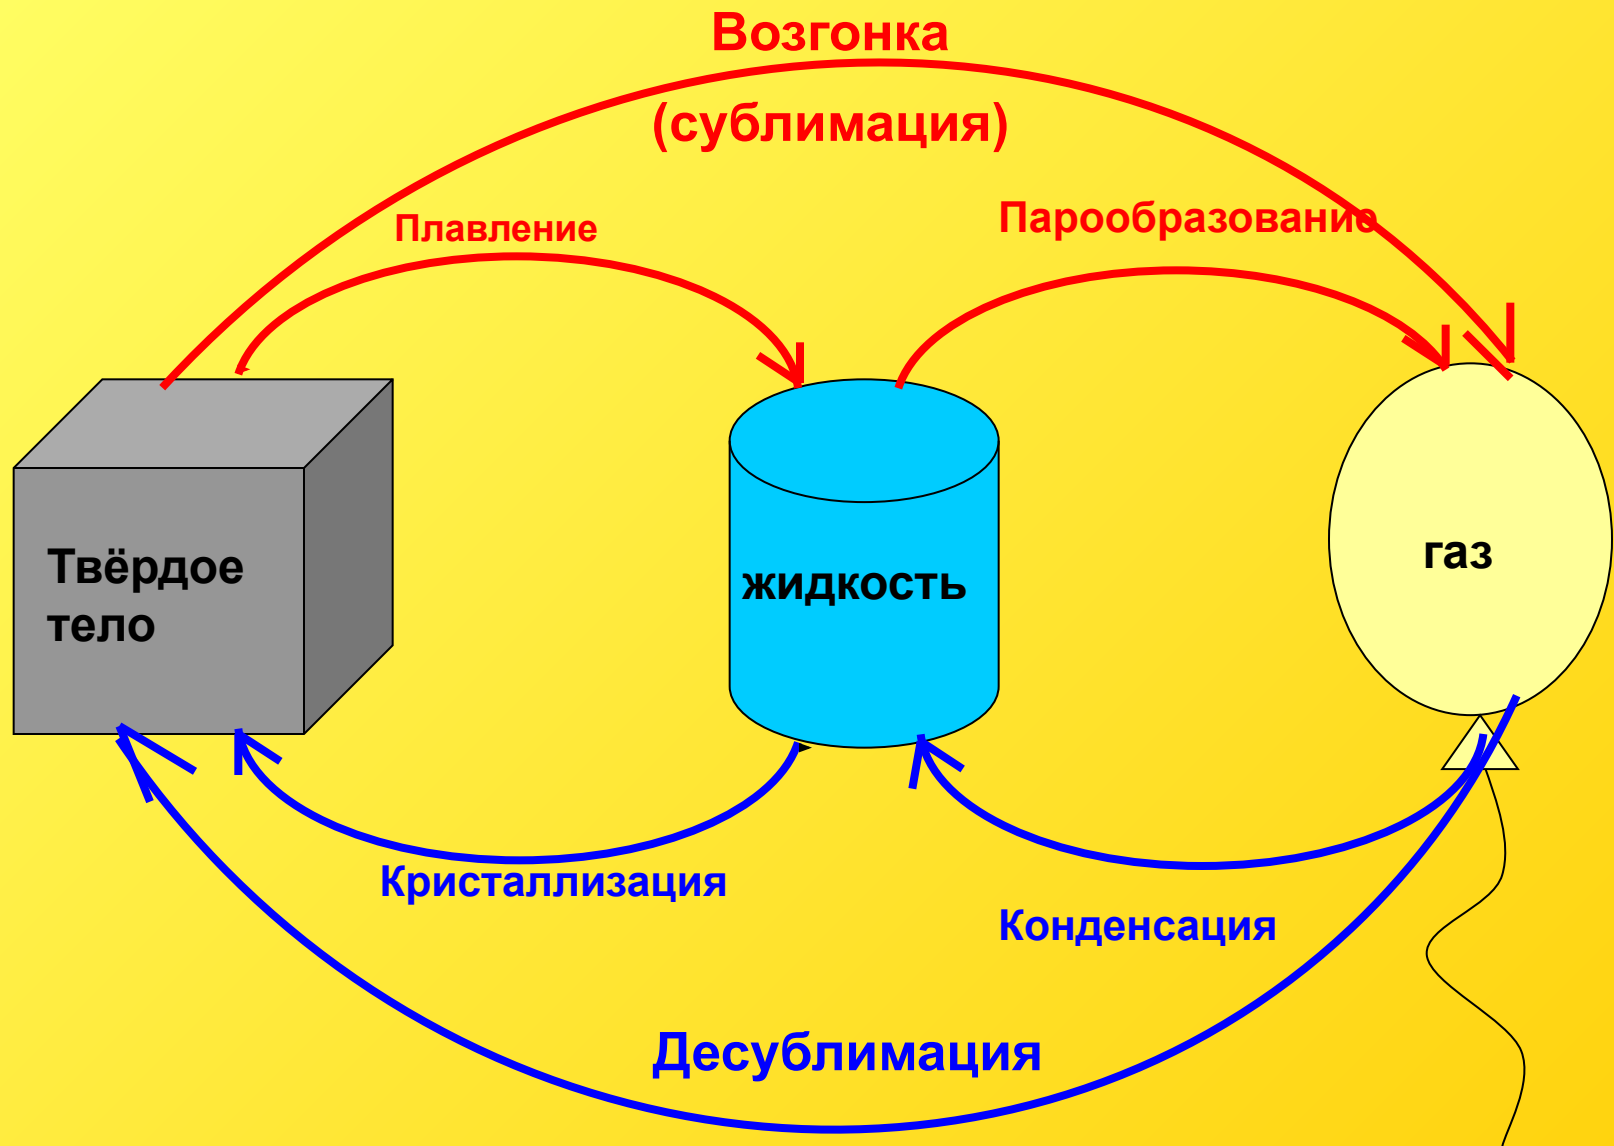 Возгонка
(сублимация)
Плавление
Парообразование
Твёрдое
тело
жидкость
газ
Кристаллизация
Конденсация
Десублимация